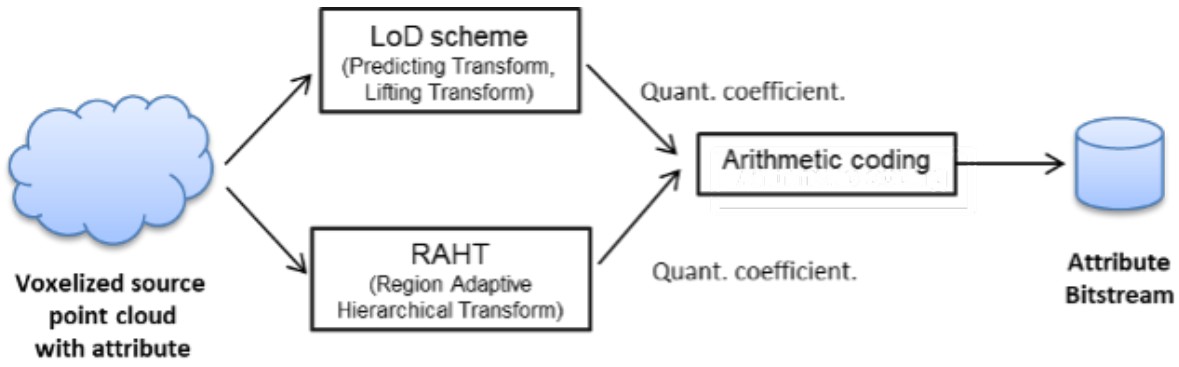 LoD scheme
(Predicting Transform,
Lifting Transform)
Quant. coefficient.
Arithmetic coding
RAHT
(Region Adaptive
Hierarchical Transform)
Quant. coefficient.
Voxelized source
point cloud
with attribute
Attribute
Bitstream